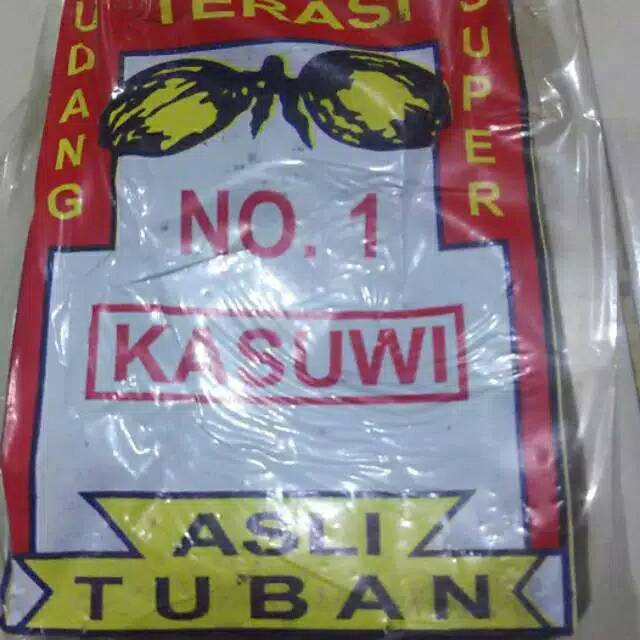 TERASI
UDANG
SUPER
NO. 1
KASUWI
ASLI
TUBAN